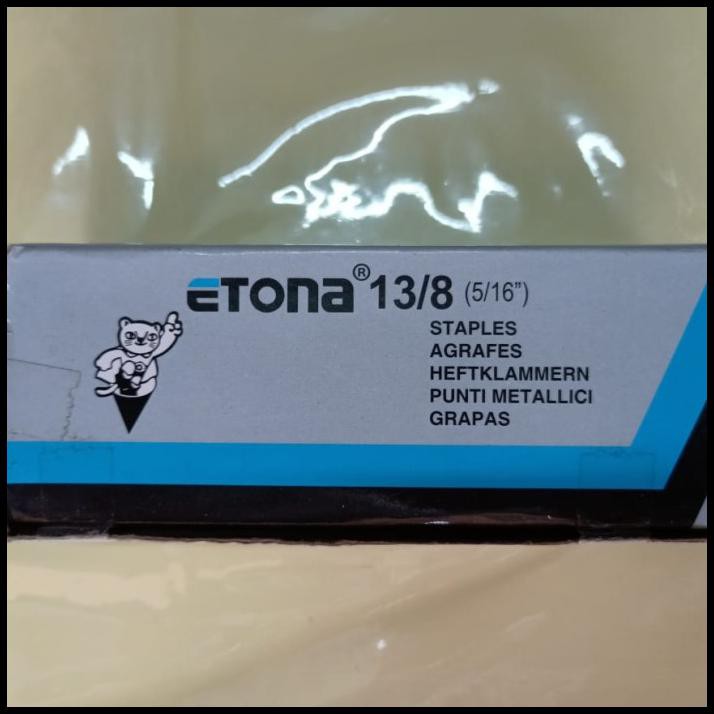 ETONA® 13/8 (5/16")
STAPLES
AGRAFES
HEFTKLAMMERN
PUNTI METALLICI
GRAPAS